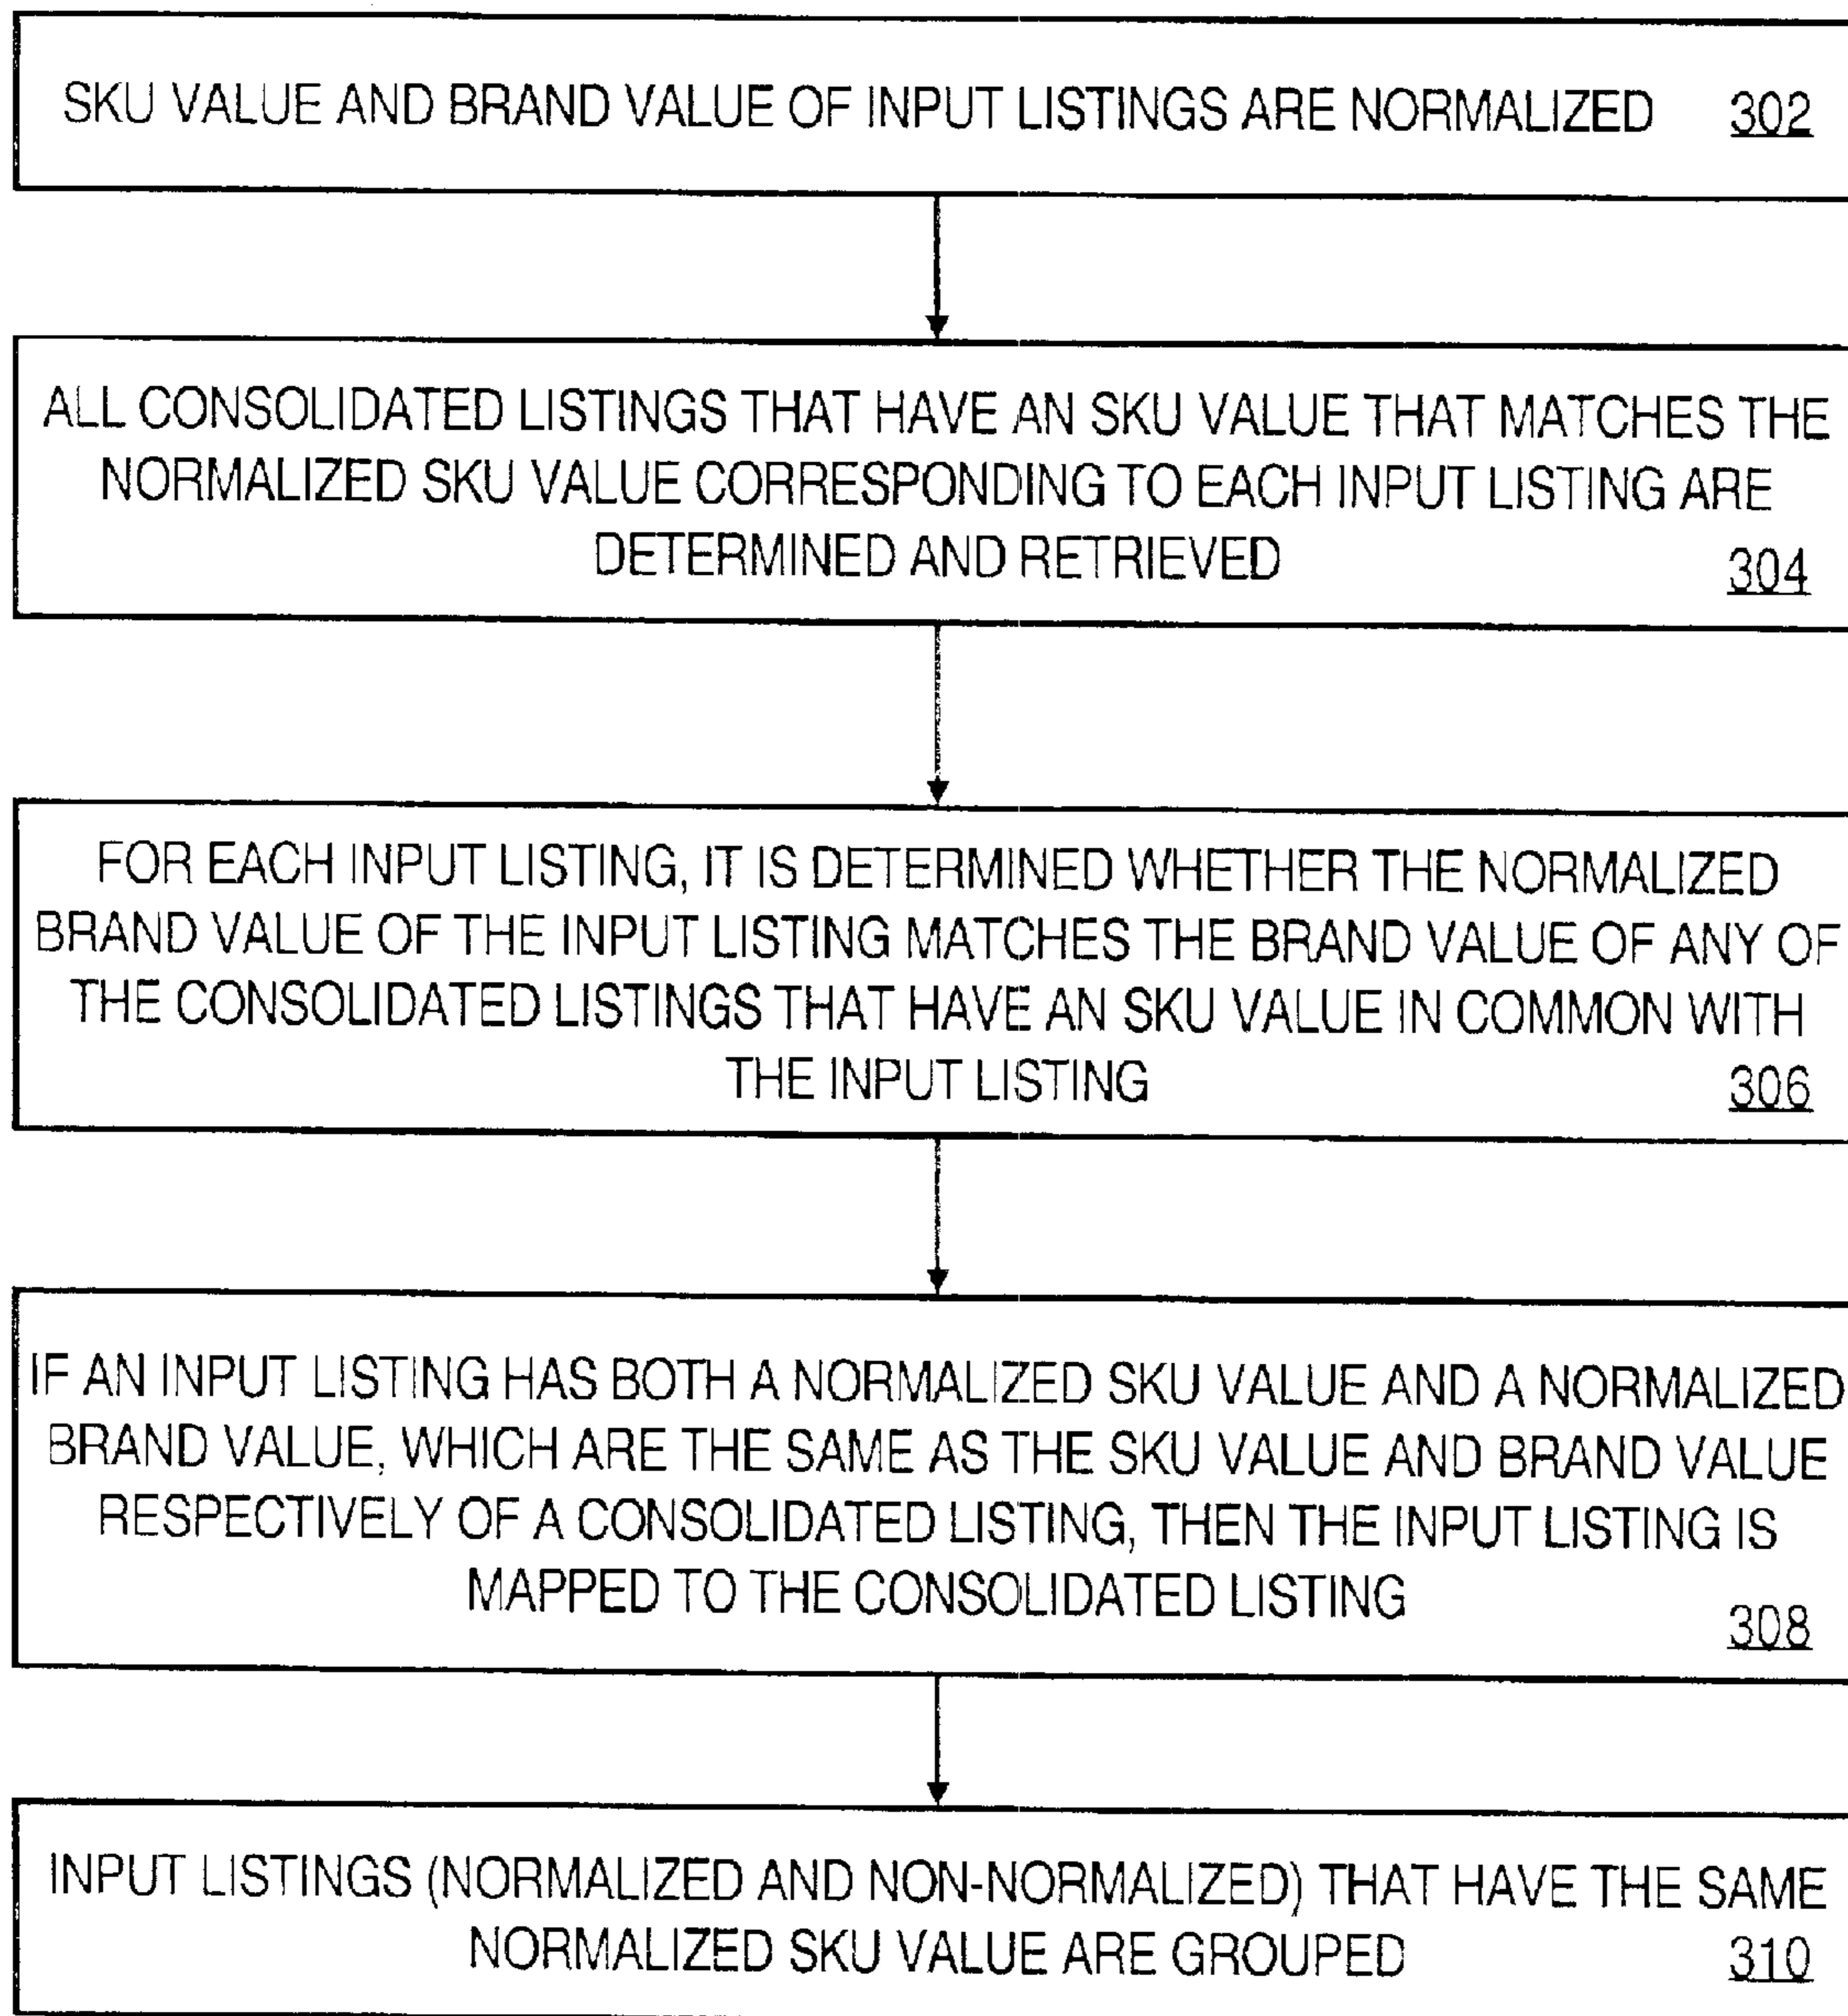 SKU VALUE AND BRAND VALUE OF INPUT LISTINGS ARE NORMALIZED 302
ALL CONSOLIDATED LISTINGS THAT HAVE AN SKU VALUE THAT MATCHES THE
NORMALIZED SKU VALUE CORRESPONDING TO EACH INPUT LISTING ARE
DETERMINED AND RETRIEVED 304
FOR EACH INPUT LISTING, IT IS DETERMINED WHETHER THE NORMALIZED
BRAND VALUE OF THE INPUT LISTING MATCHES THE BRAND VALUE OF ANY OF
THE CONSOLIDATED LISTINGS THAT HAVE AN SKU VALUE IN COMMON WITH
THE INPUT LISTING 306
IF AN INPUT LISTING HAS BOTH A NORMALIZED SKU VALUE AND A NORMALIZED
BRAND VALUE, WHICH ARE THE SAME AS THE SKU VALUE AND BRAND VALUE
RESPECTIVELY OF A CONSOLIDATED LISTING, THEN THE INPUT LISTING IS
MAPPED TO THE CONSOLIDATED LISTING 308
INPUT LISTINGS (NORMALIZED AND NON-NORMALIZED) THAT HAVE THE SAME
NORMALIZED SKU VALUE ARE GROUPED 310